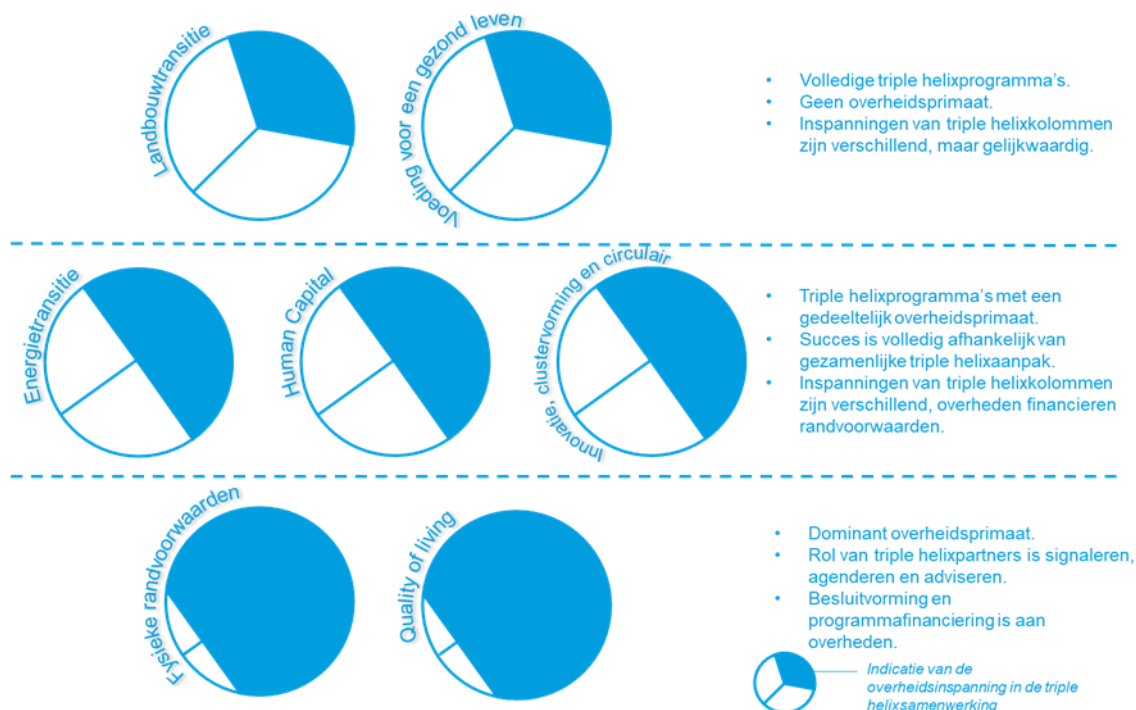 Landbouwtransitie
Voeding voor een gezond leven
• Volledige triple helixprogramma's.
• Geen overheidsprimaat.
• Inspanningen van triple helixkolommen
zijn verschillend, maar gelijkwaardig.
Energietransitie
Human Capital
Innovatie, clustervorming en circulair
• Triple helixprogramma's met een
gedeeltelijk overheidsprimaat.
• Succes is volledig afhankelijk van
gezamenlijke triple helixaanpak.
• Inspanningen van triple helixkolommen
zijn verschillend, overheden financieren
randvoorwaarden.
Fysieke randvoorwaarden
Quality of living
• Dominant overheidsprimaat.
• Rol van triple helixpartners is signaleren,
agenderen en adviseren.
• Besluitvorming en
programmafinanciering is aan
overheden.
Indicatie van de
overheidsinspanning in de triple
helixsamenwerking